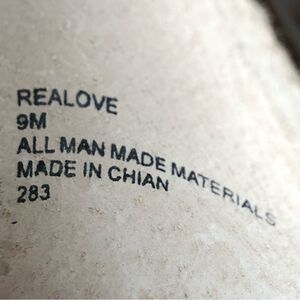 REALOVE
9M
ALL MAN MADE MATERIALS
MADE IN CHIAN
283